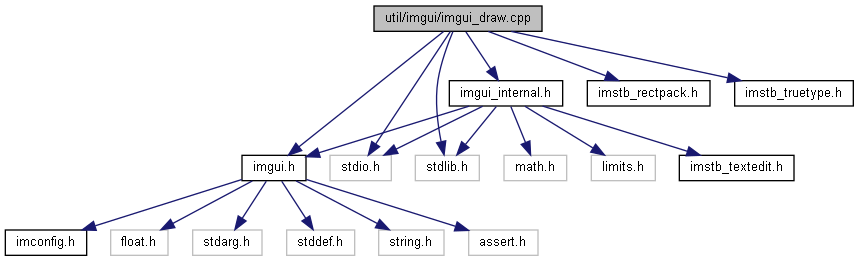 util/imgui/imgui_draw.cpp
imgui_internal.h
imstb_rectpack.h
imstb_truetype.h
imgui.h
stdio.h
stdlib.h
math.h
limits.h
imstb_textedit.h
imconfig.h
float.h
stdarg.h
stddef.h
string.h
assert.h